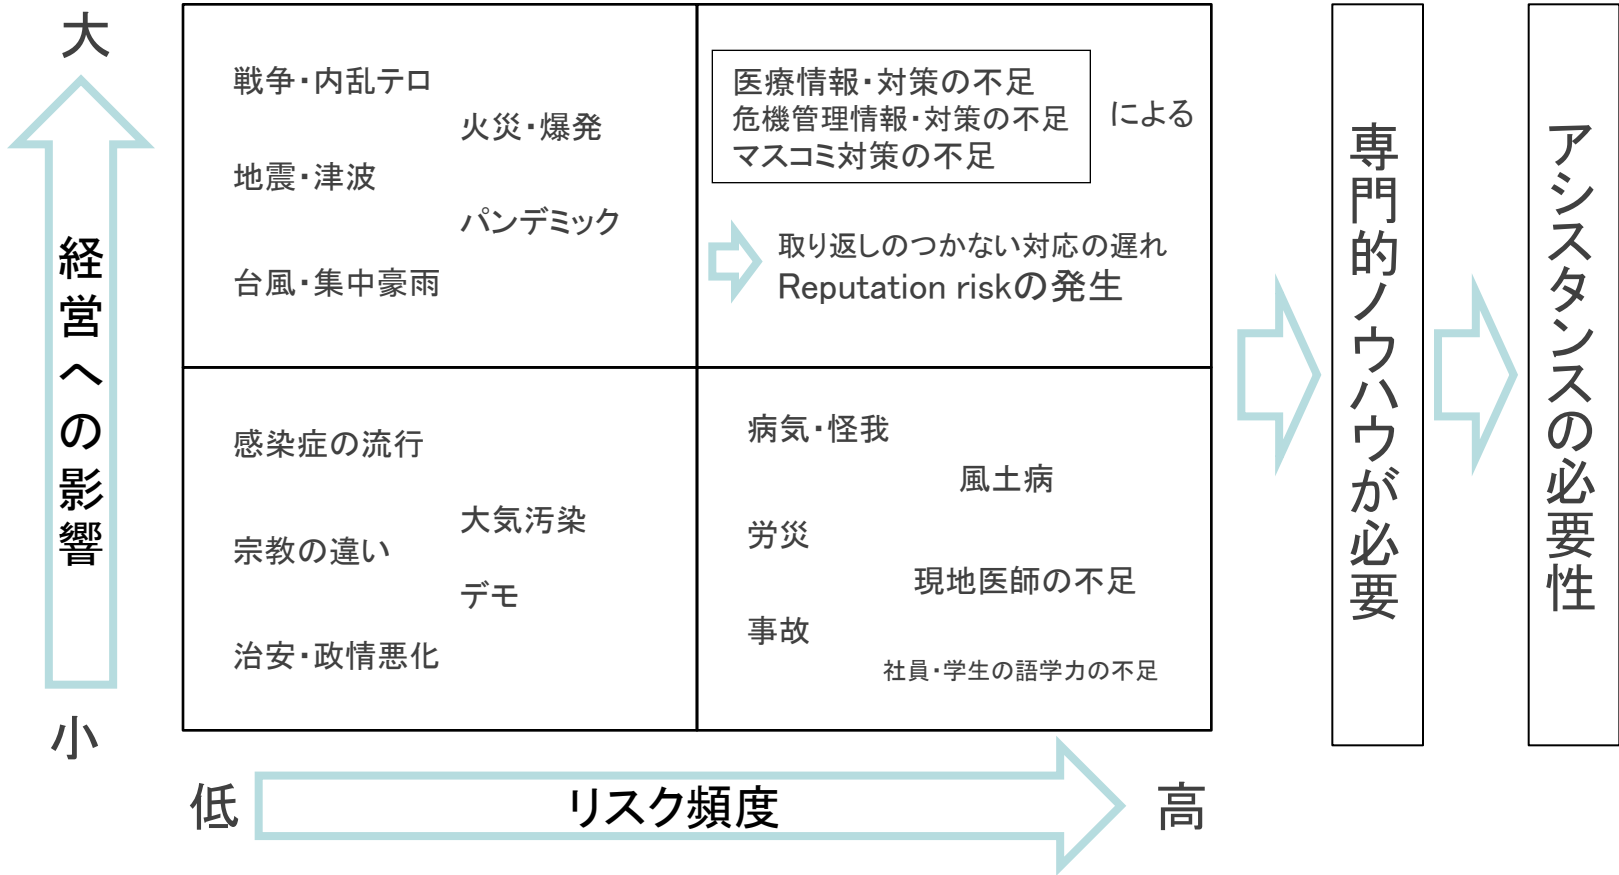 大
経営への影響
小
戦争・内乱テロ
火災・爆発
地震・津波
パンデミック
台風・集中豪雨
医療情報・対策の不足
危機管理情報・対策の不足
マスコミ対策の不足
による
取り返しのつかない対応の遅れ
Reputation riskの発生
感染症の流行
大気汚染
宗教の違い
デモ
治安・政情悪化
病気・怪我
風土病
労災
現地医師の不足
事故
社員・学生の語学力の不足
低
リスク頻度
高
専門的ノウハウが必要
アシスタンスの必要性